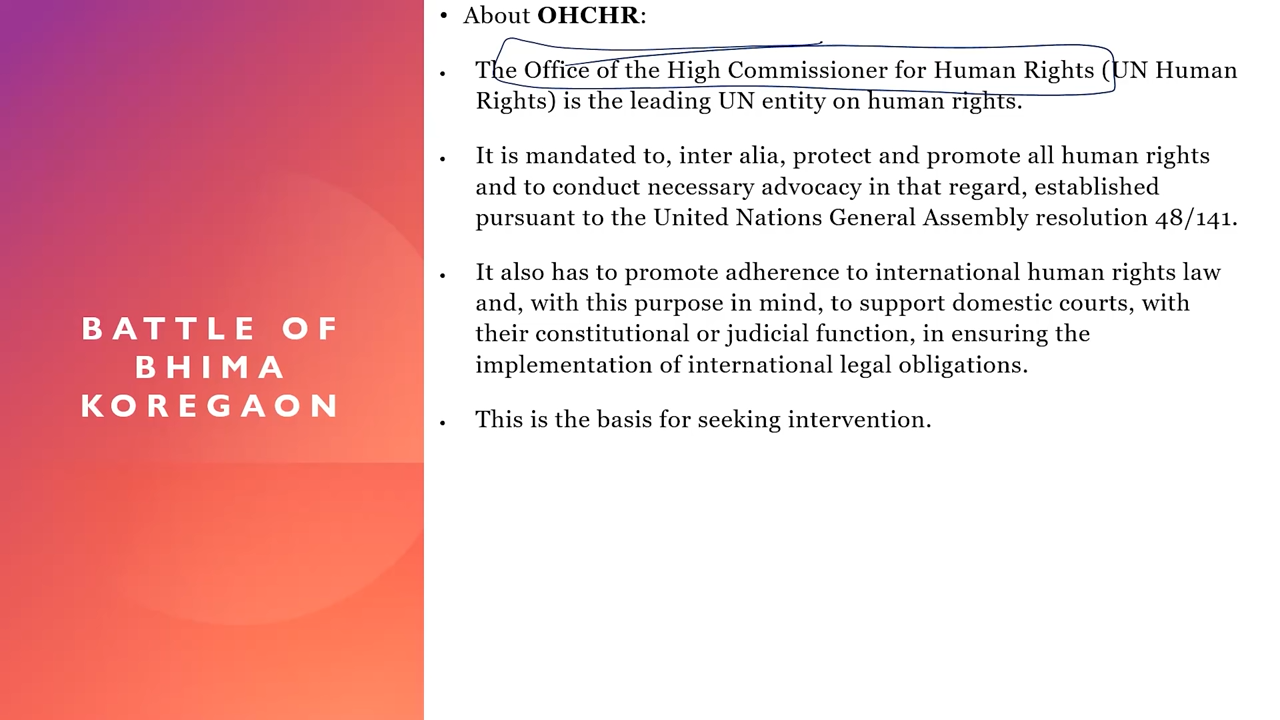 BATTLE OF
BHIMA
KOREGAON
• About OHCHR:
• The Office of the High Commissioner for Human Rights (UN Human
Rights) is the leading UN entity on human rights.
• It is mandated to, inter alia, protect and promote all human rights
and to conduct necessary advocacy in that regard, established
pursuant to the United Nations General Assembly resolution 48/141.
• It also has to promote adherence to international human rights law
and, with this purpose in mind, to support domestic courts, with
their constitutional or judicial function, in ensuring the
implementation of international legal obligations.
• This is the basis for seeking intervention.